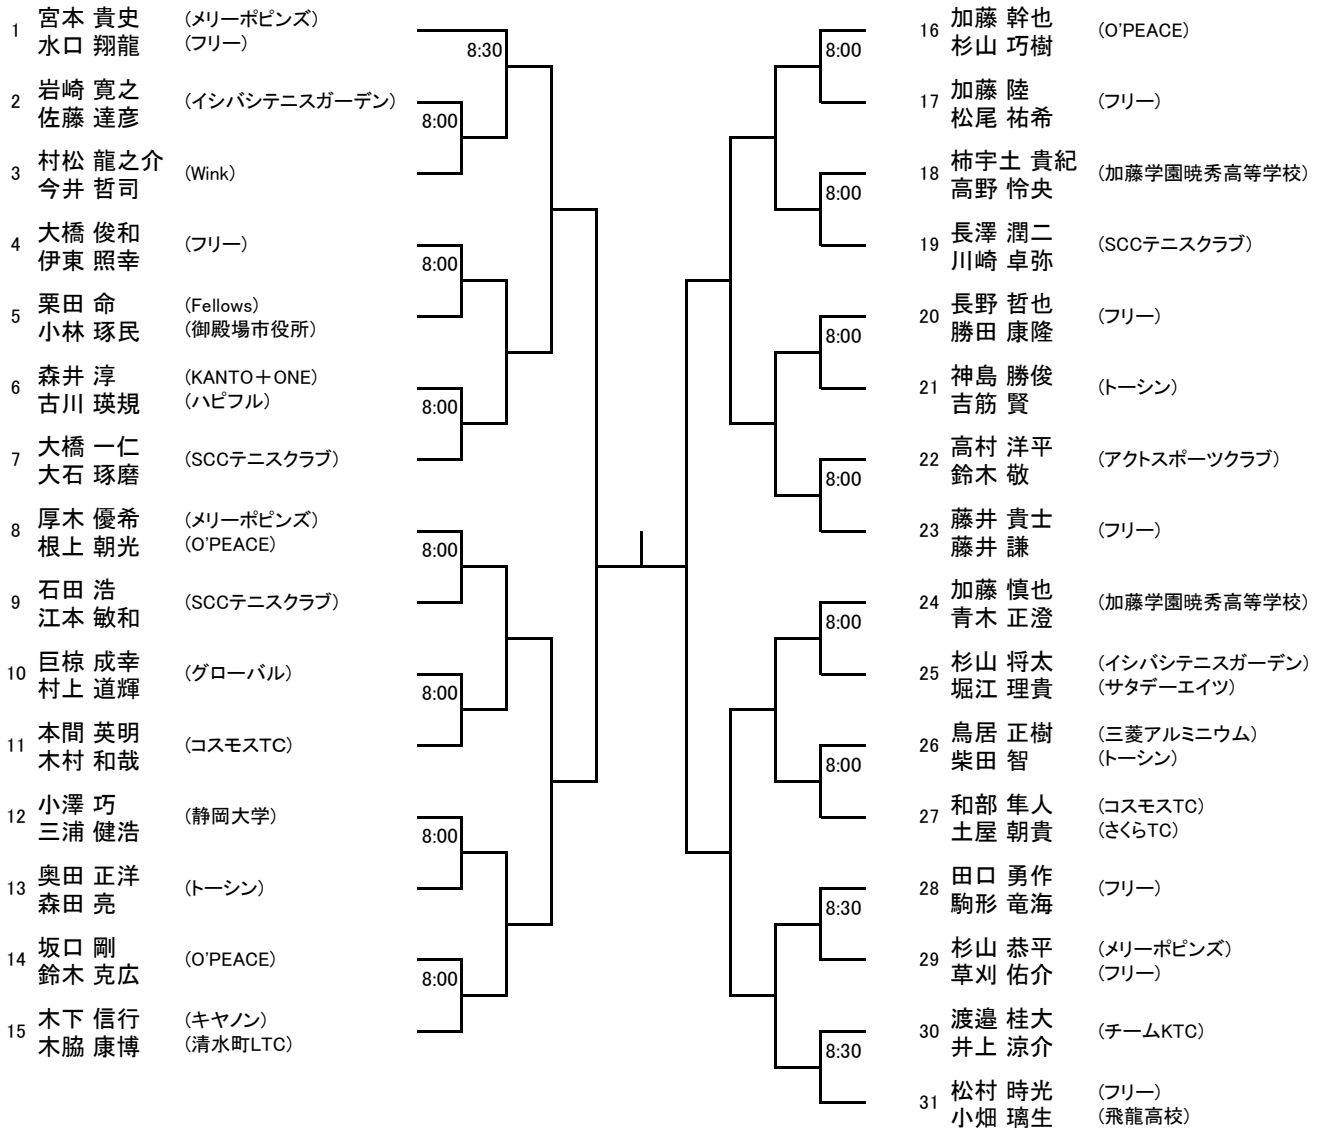 1 宮本 貴史 (メリーポピンズ)
水口 翔龍 (フリー)
8:30
2 岩崎 寛之 (イシバシテニスガーデン)
佐藤 達彦
8:00
3 村松 龍之介 (Wink)
今井 哲司
4 大橋 俊和 (フリー)
伊東 照幸
8:00
5 栗田 命 (Fellows)
小林 琢民 (御殿場市役所)
6 森井 淳 (KANTO+ONE)
古川 瑛規 (ハピフル)
8:00
7 大橋 一仁 (SCCテニスクラブ)
大石 琢磨
8 厚木 優希 (メリーポピンズ)
根上 朝光 (O'PEACE)
8:00
9 石田 浩 (SCCテニスクラブ)
江本 敏和
10 巨椋 成幸 (グローバル)
村上 道輝
8:00
11 本間 英明 (コスモスTC)
木村 和哉
12 小澤 巧 (静岡大学)
三浦 健浩
8:00
13 奥田 正洋 (トーシン)
森田 亮
14 坂口 剛 (O'PEACE)
鈴木 克広
8:00
15 木下 信行 (キヤノン)
木脇 康博 (清水町LTC)
16 加藤 幹也 (O'PEACE)
杉山 巧樹
8:00
17 加藤 陸 (フリー)
松尾 祐希
18 柿宇土 貴紀 (加藤学園暁秀高等学校)
高野 怜央
8:00
19 長澤 潤二 (SCCテニスクラブ)
川崎 卓弥
20 長野 哲也 (フリー)
勝田 康隆
8:00
21 神島 勝俊 (トーシン)
吉筋 賢
22 高村 洋平 (アクトスポーツクラブ)
鈴木 敬
8:00
23 藤井 貴士 (フリー)
藤井 謙
24 加藤 慎也 (加藤学園暁秀高等学校)
青木 正澄
8:00
25 杉山 将太 (イシバシテニスガーデン)
堀江 理貴 (サタデーエイツ)
26 鳥居 正樹 (三菱アルミニウム)
柴田 智 (トーシン)
8:00
27 和部 隼人 (コスモスTC)
土屋 朝貴 (さくらTC)
28 田口 勇作 (フリー)
駒形 竜海
8:30
29 杉山 恭平 (メリーポピンズ)
草刈 佑介 (フリー)
30 渡邉 桂大 (チームKTC)
井上 涼介
8:30
31 松村 時光 (フリー)
小畑 璃生 (飛龍高校)